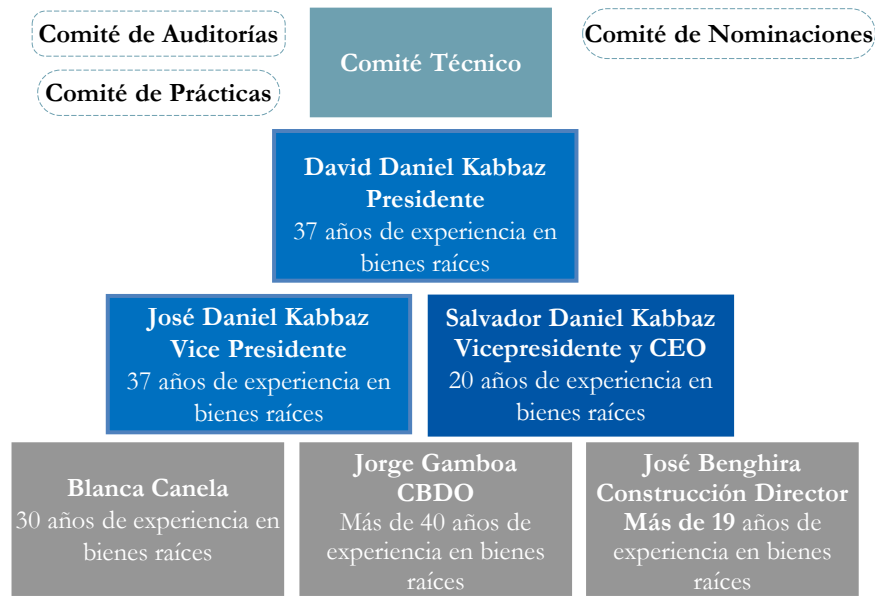 Comité de Auditorías
Comité de Prácticas
Comité Técnico
Comité de Nominaciones
David Daniel Kabbaz
Presidente
37 años de experiencia en
bienes raíces
José Daniel Kabbaz
Vice Presidente
37 años de experiencia en
bienes raíces
Salvador Daniel Kabbaz
Vicepresidente y CEO
20 años de experiencia en
bienes raíces
Blanca Canela
30 años de experiencia en
bienes raíces
Jorge Gamboa
CBDO
Más de 40 años de
experiencia en bienes
raíces
José Benghira
Construcción Director
Más de 19 años de
experiencia en bienes
raíces